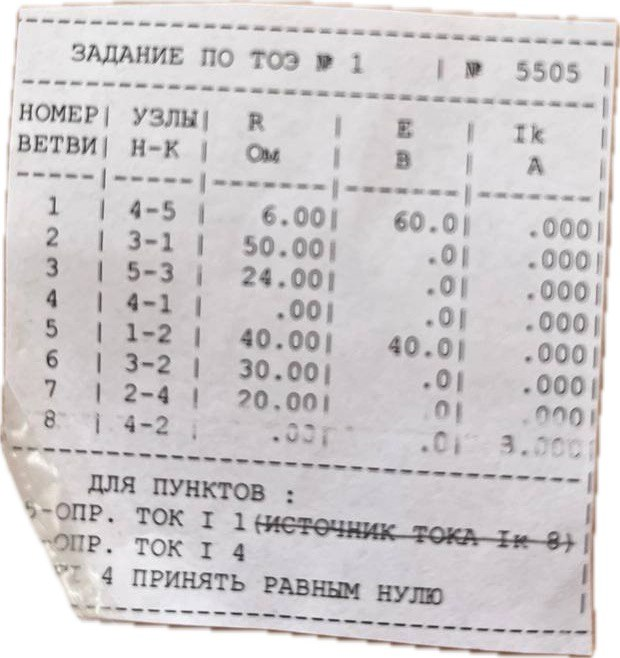 ЗАДАНИЕ ПО ТОЭ № 1 | № 5505 |
НОМЕР| УЗЛЫ| R | E | Ik
ВЕТВИ| Н-К | Ом | В | А
1 | 4-5 | 6.00| 60.0| .000|
2 | 3-1 | 50.00| .0| .000|
3 | 5-3 | 24.00| .0| .000|
4 | 4-1 | .00| .0| .000|
5 | 1-2 | 40.00| 40.0| .000|
6 | 3-2 | 30.00| .0| .000|
7 | 2-4 | 20.00| .0| .000|
8 | 4-2 | .00| .0| 3.000|
ДЛЯ ПУНКТОВ :
-ОПР. ТОК I 1(ИСТОЧНИК ТОКА Iк 8)
ОПР. ТОК I 4
4 ПРИНЯТЬ РАВНЫМ НУЛЮ